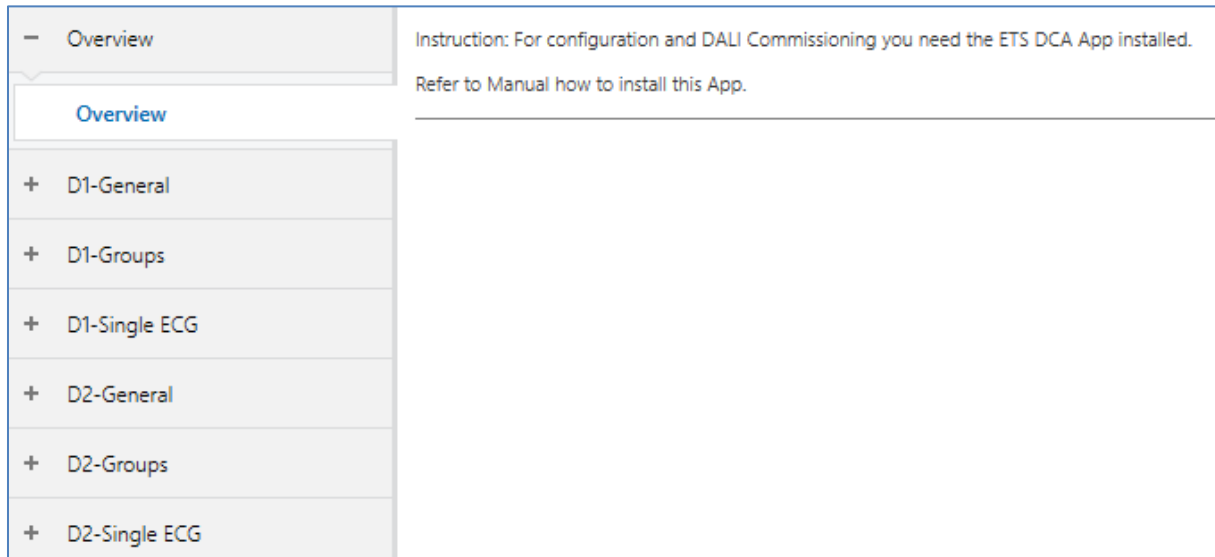 Overview
Overview
D1-General
D1-Groups
D1-Single ECG
D2-General
D2-Groups
D2-Single ECG
Instruction: For configuration and DALI Commissioning you need the ETS DCA App installed.
Refer to Manual how to install this App.